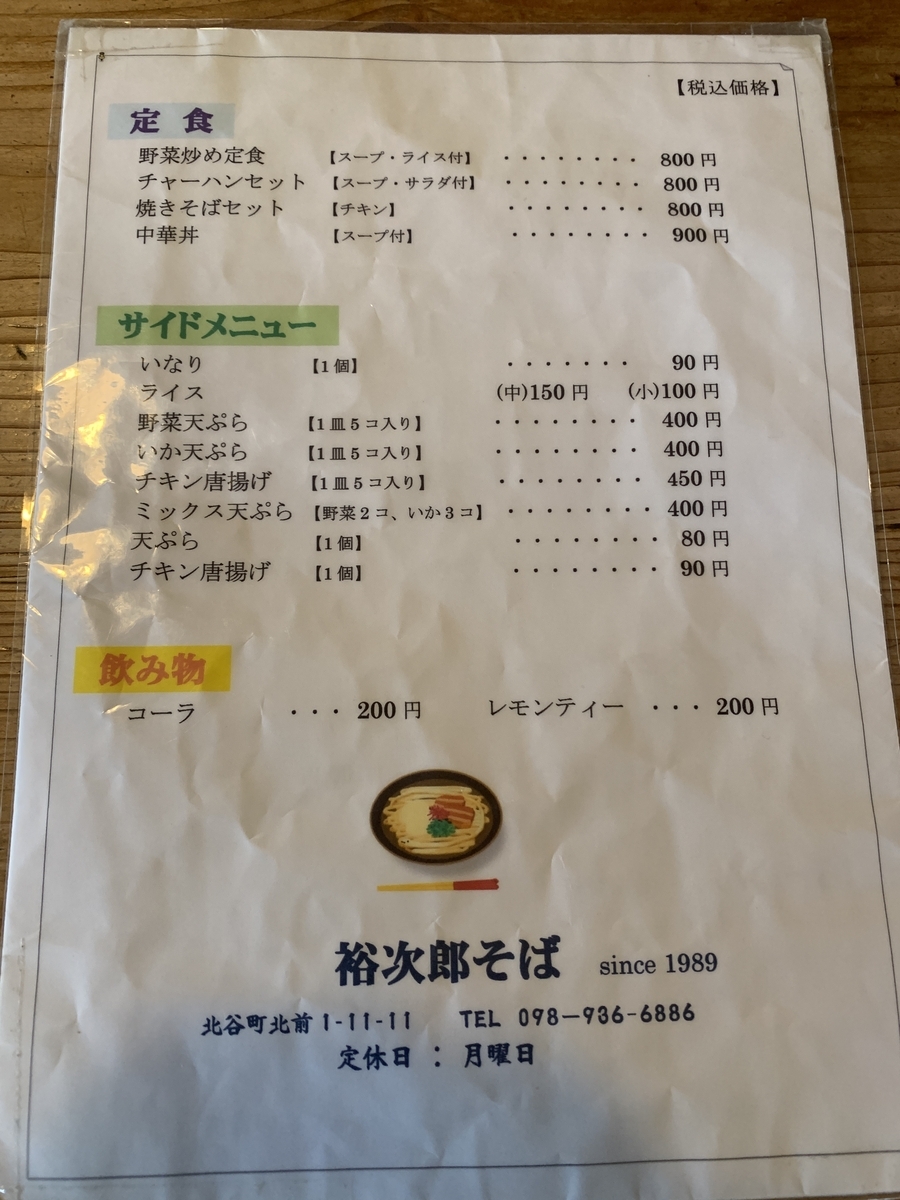 【税込価格】
定食
野菜炒め定食 【スープ・ライス付】 ・・・・・・・・ 800円
チャーハンセット 【スープ・サラダ付】 ・・・・・・・・ 800円
焼きそばセット 【チキン】 ・・・・・・・・ 800円
中華丼 【スープ付】 ・・・・・・・・ 900円
サイドメニュー
いなり 【1個】 ・・・・・・・ 90円
ライス (中)150円 (小)100円
野菜天ぷら 【1皿5コ入り】 ・・・・・・・・ 400円
いか天ぷら 【1皿5コ入り】 ・・・・・・・・ 400円
チキン唐揚げ 【1皿5コ入り】 ・・・・・・・・ 450円
ミックス天ぷら 【野菜2コ、いか3コ】 ・・・・・・・・ 400円
天ぷら 【1個】 ・・・・・・・・ 80円
チキン唐揚げ 【1個】 ・・・・・・・・ 90円
飲み物
コーラ ・・・ 200円 レモンティー ・・・ 200円
裕次郎そば since 1989
北谷町北前1-11-11 TEL 098-936-6886
定休日：月曜日